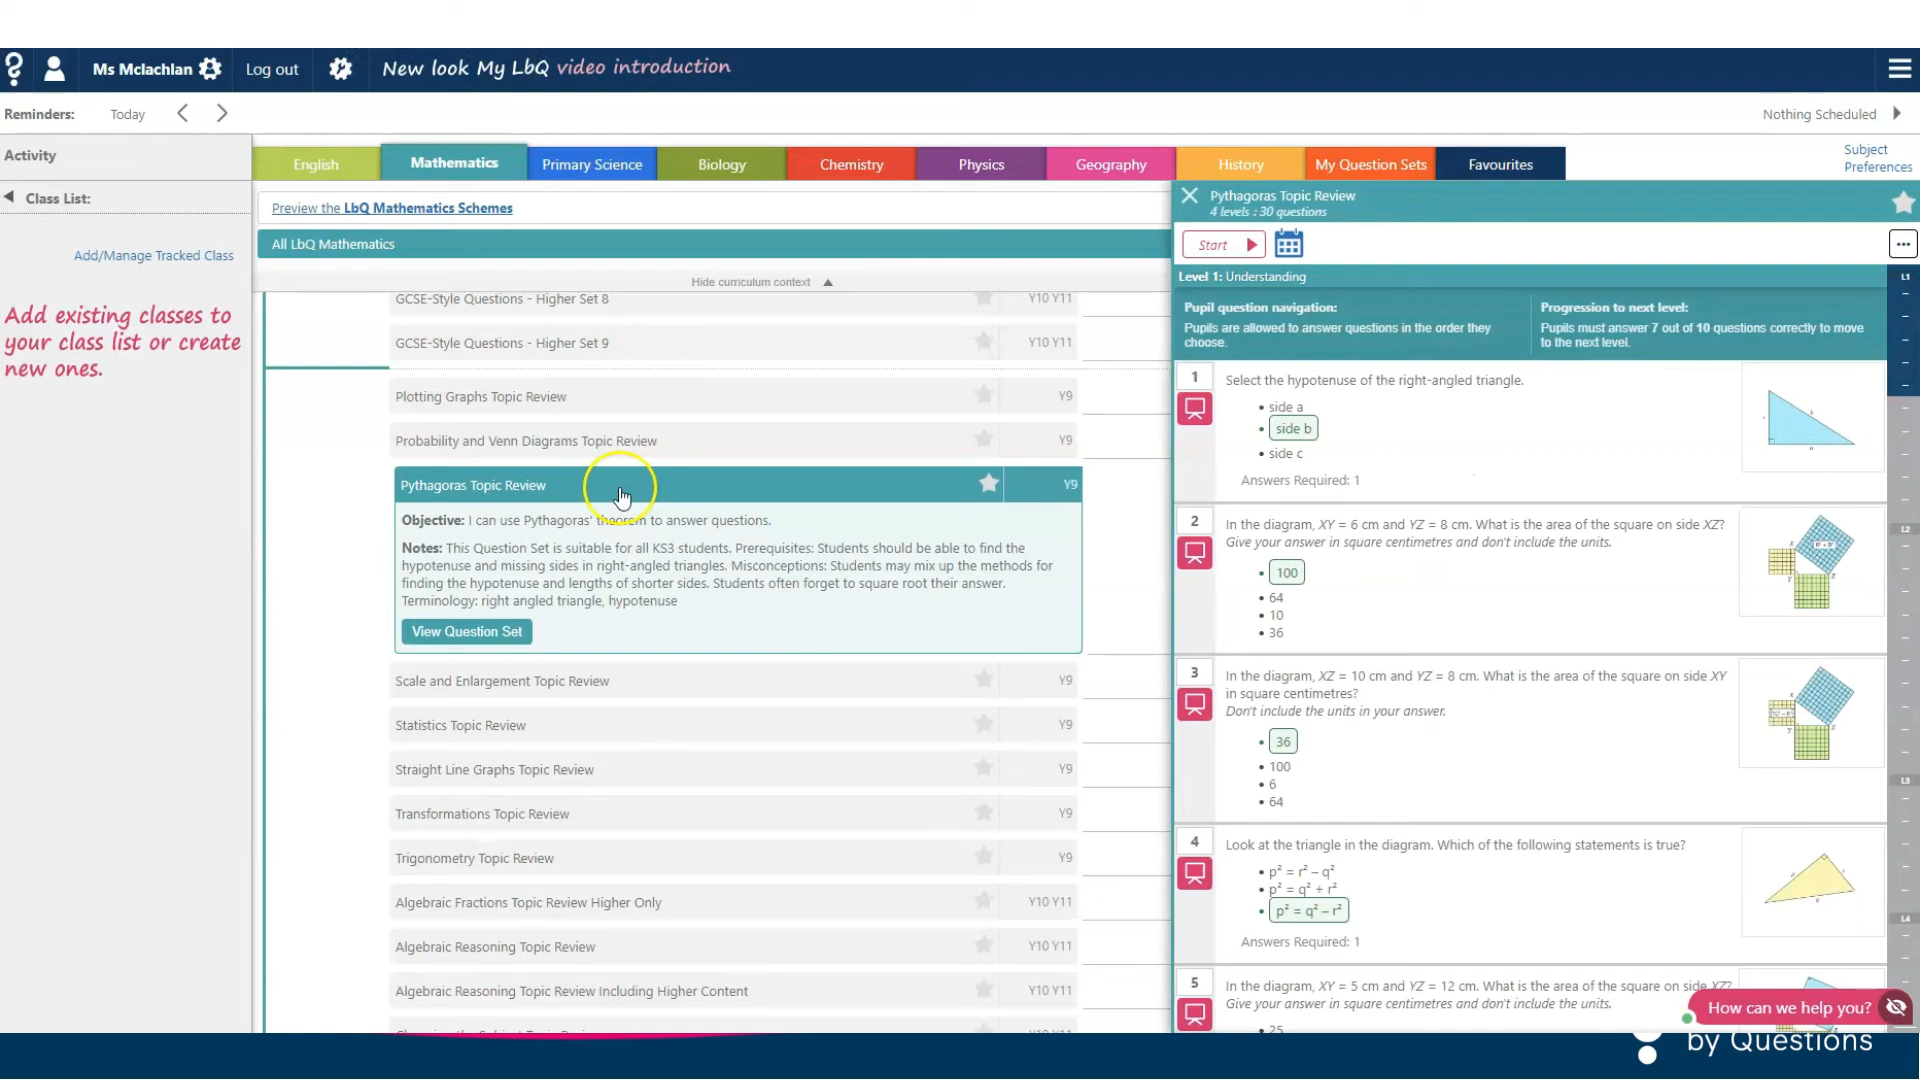 Ms Mclachlan
Log out
New look My LbQ video introduction
Reminders:
Today
Nothing Scheduled
Activity
English
Mathematics
Primary Science
Biology
Chemistry
Physics
Geography
History
My Question Sets
Favourites
Subject
Preferences
Class List:
Add/Manage Tracked Class
Add existing classes to
your class list or create
new ones.
Preview the LbQ Mathematics Schemes
All LbQ Mathematics
Hide curriculum context
GCSE-Style Questions - Higher Set 8 Y10 Y11
GCSE-Style Questions - Higher Set 9 Y10 Y11
Plotting Graphs Topic Review Y9
Probability and Venn Diagrams Topic Review Y9
Pythagoras Topic Review Y9
Objective: I can use Pythagoras' theorem to answer questions.
Notes: This Question Set is suitable for all KS3 students. Prerequisites: Students should be able to find the
hypotenuse and missing sides in right-angled triangles. Misconceptions: Students may mix up the methods for
finding the hypotenuse and lengths of shorter sides. Students often forget to square root their answer.
Terminology: right angled triangle, hypotenuse
View Question Set
Scale and Enlargement Topic Review Y9
Statistics Topic Review Y9
Straight Line Graphs Topic Review Y9
Transformations Topic Review Y9
Trigonometry Topic Review Y9
Algebraic Fractions Topic Review Higher Only Y10 Y11
Algebraic Reasoning Topic Review Y10 Y11
Algebraic Reasoning Topic Review Including Higher Content Y10 Y11
Pythagoras Topic Review
4 levels : 30 questions
Start
Level 1: Understanding
L1
Pupil question navigation:
Pupils are allowed to answer questions in the order they
choose.
Progression to next level:
Pupils must answer 7 out of 10 questions correctly to move
to the next level.
1
Select the hypotenuse of the right-angled triangle.
• side a
• side b
• side c
Answers Required: 1
2
In the diagram, XY = 6 cm and YZ = 8 cm. What is the area of the square on side XZ?
Give your answer in square centimetres and don't include the units.
• 100
• 64
• 10
• 36
L2
3
In the diagram, XZ = 10 cm and YZ = 8 cm. What is the area of the square on side XY
in square centimetres?
Don't include the units in your answer.
• 36
• 100
• 6
• 64
L3
4
Look at the triangle in the diagram. Which of the following statements is true?
• p² = r² – q²
• p² = q² + r²
• p² = q² – r²
Answers Required: 1
L4
5
In the diagram, XY = 5 cm and YZ = 12 cm. What is the area of the square on side XZ?
Give your answer in square centimetres and don't include the units.
• 25
How can we help you?
by Questions